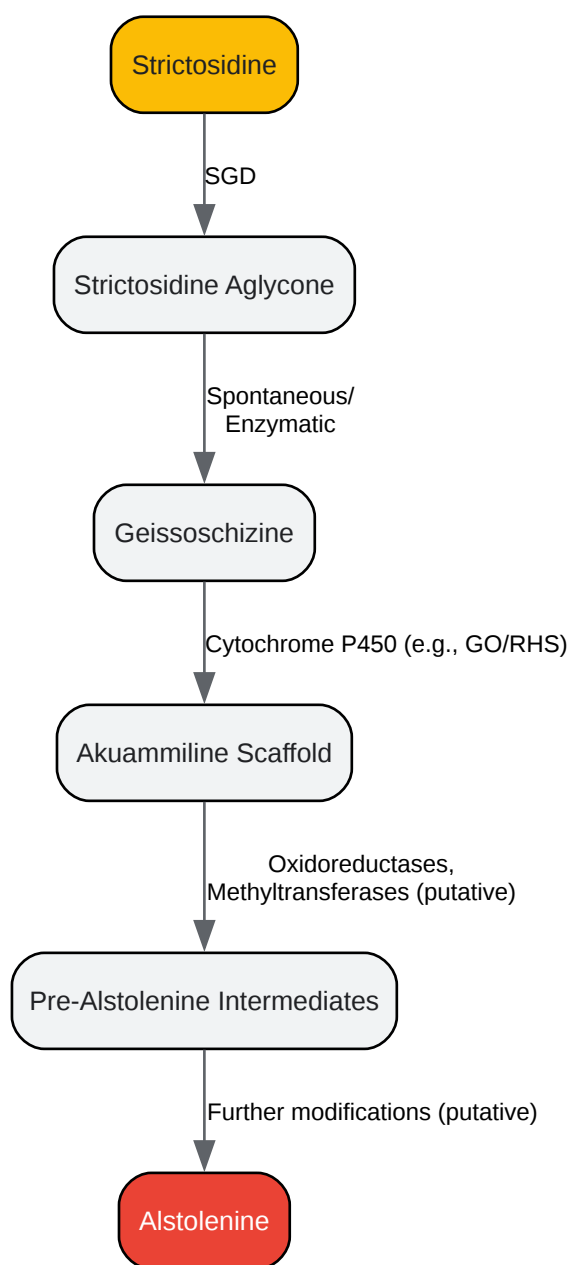 Strictosidine
SGD
Strictosidine Aglycone
Spontaneous/
Enzymatic
Geissoschizine
Cytochrome P450 (e.g., GO/RHS)
Akuammiline Scaffold
Oxidoreductases,
Methyltransferases (putative)
Pre-Alstolenine Intermediates
Further modifications (putative)
Alstolenine